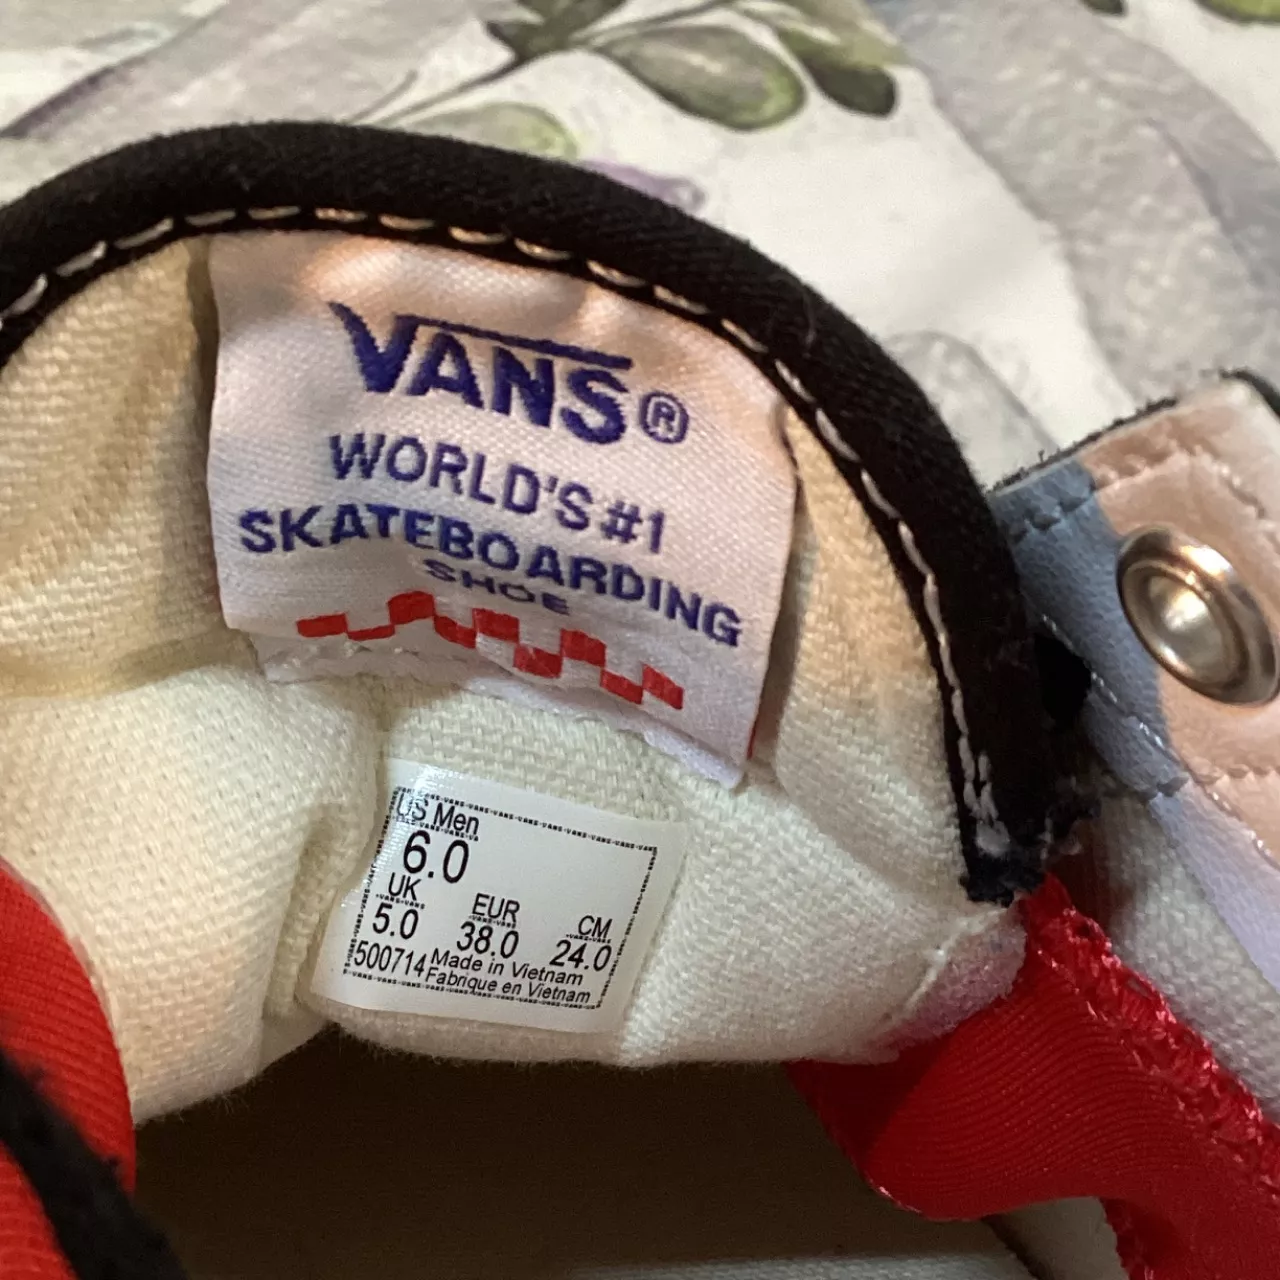 VANS®
WORLD'S #1
SKATEBOARDING
SHOE
US Men
6.0
UK EUR CM
5.0 38.0 24.0
500714 Made in Vietnam
Fabrique en Vietnam